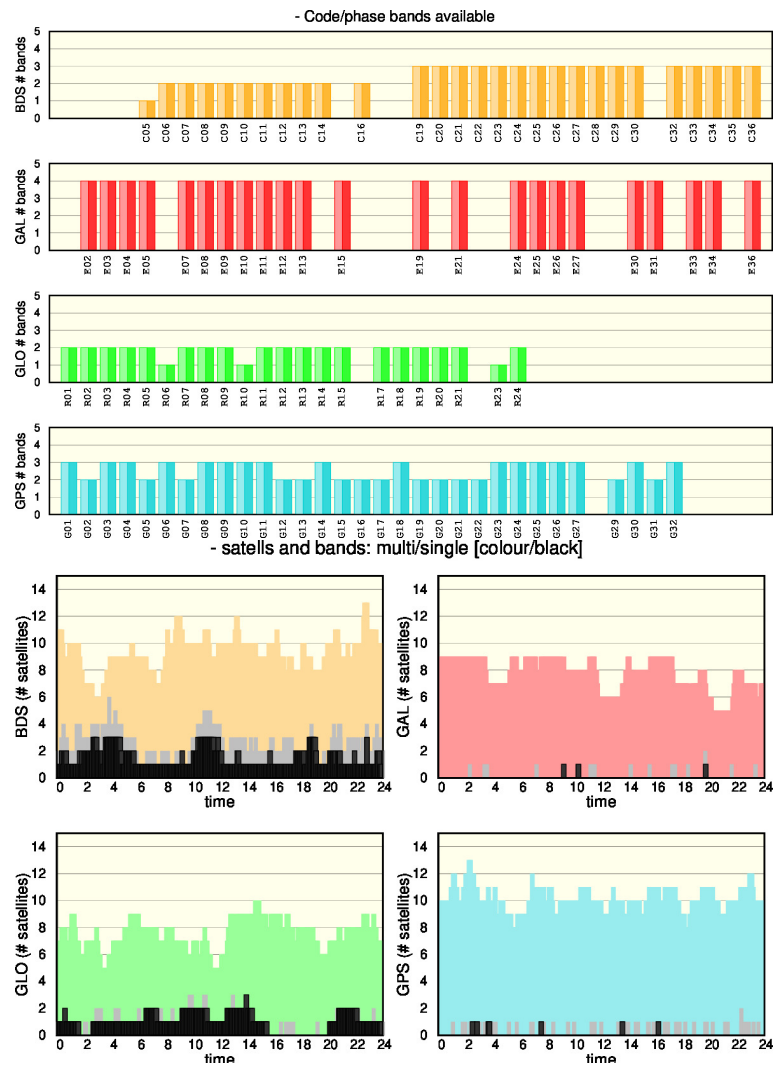 - Code/phase bands available
BDS # bands
5
4
3
2
1
0
C05 C06 C07 C08 C09 C10 C11 C12 C13 C14 C16 C19 C20 C21 C22 C23 C24 C25 C26 C27 C28 C29 C30 C32 C33 C34 C35 C36
GAL # bands
5
4
3
2
1
0
E02 E03 E04 E05 E07 E08 E09 E10 E11 E12 E13 E15 E19 E21 E24 E25 E26 E27 E30 E31 E33 E34 E36
GLO # bands
5
4
3
2
1
0
R01 R02 R03 R04 R05 R06 R07 R08 R09 R10 R11 R12 R13 R14 R15 R17 R18 R19 R20 R21 R23 R24
GPS # bands
5
4
3
2
1
0
G01 G02 G03 G04 G05 G06 G07 G08 G09 G10 G11 G12 G13 G14 G15 G16 G17 G18 G19 G20 G21 G22 G23 G24 G25 G26 G27 G29 G30 G31 G32
- satells and bands: multi/single [colour/black]
BDS (# satellites)
14
12
10
8
6
4
2
0
0 2 4 6 8 10 12 14 16 18 20 22 24
time
GAL (# satellites)
14
12
10
8
6
4
2
0
0 2 4 6 8 10 12 14 16 18 20 22 24
time
GLO (# satellites)
14
12
10
8
6
4
2
0
0 2 4 6 8 10 12 14 16 18 20 22 24
time
GPS (# satellites)
14
12
10
8
6
4
2
0
0 2 4 6 8 10 12 14 16 18 20 22 24
time